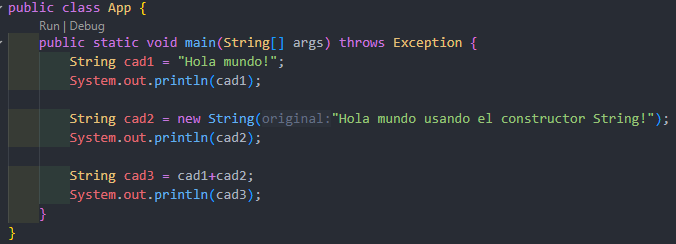 public class App {
Run | Debug
public static void main(String[] args) throws Exception {
String cad1 = "Hola mundo!";
System.out.println(cad1);
String cad2 = new String(original:"Hola mundo usando el constructor String!");
System.out.println(cad2);
String cad3 = cad1+cad2;
System.out.println(cad3);
}
}